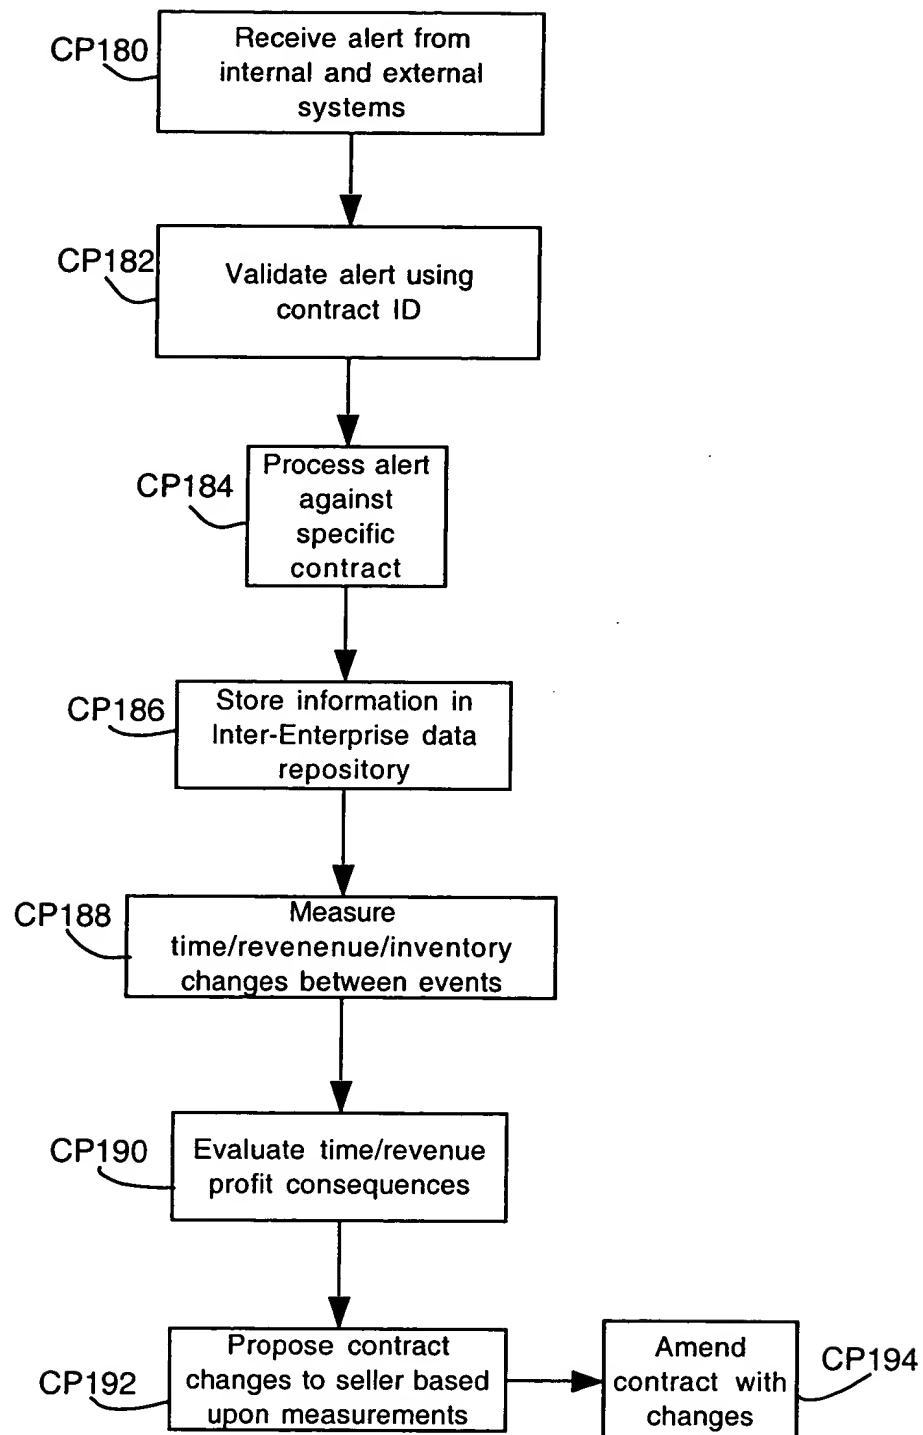 CP180
Receive alert from
internal and external
systems
CP182
Validate alert using
contract ID
CP184
Process alert
against
specific
contract
CP186
Store information in
Inter-Enterprise data
repository
CP188
Measure
time/revenenue/inventory
changes between events
CP190
Evaluate time/revenue
profit consequences
CP192
Propose contract
changes to seller based
upon measurements
Amend
contract with
changes
CP194